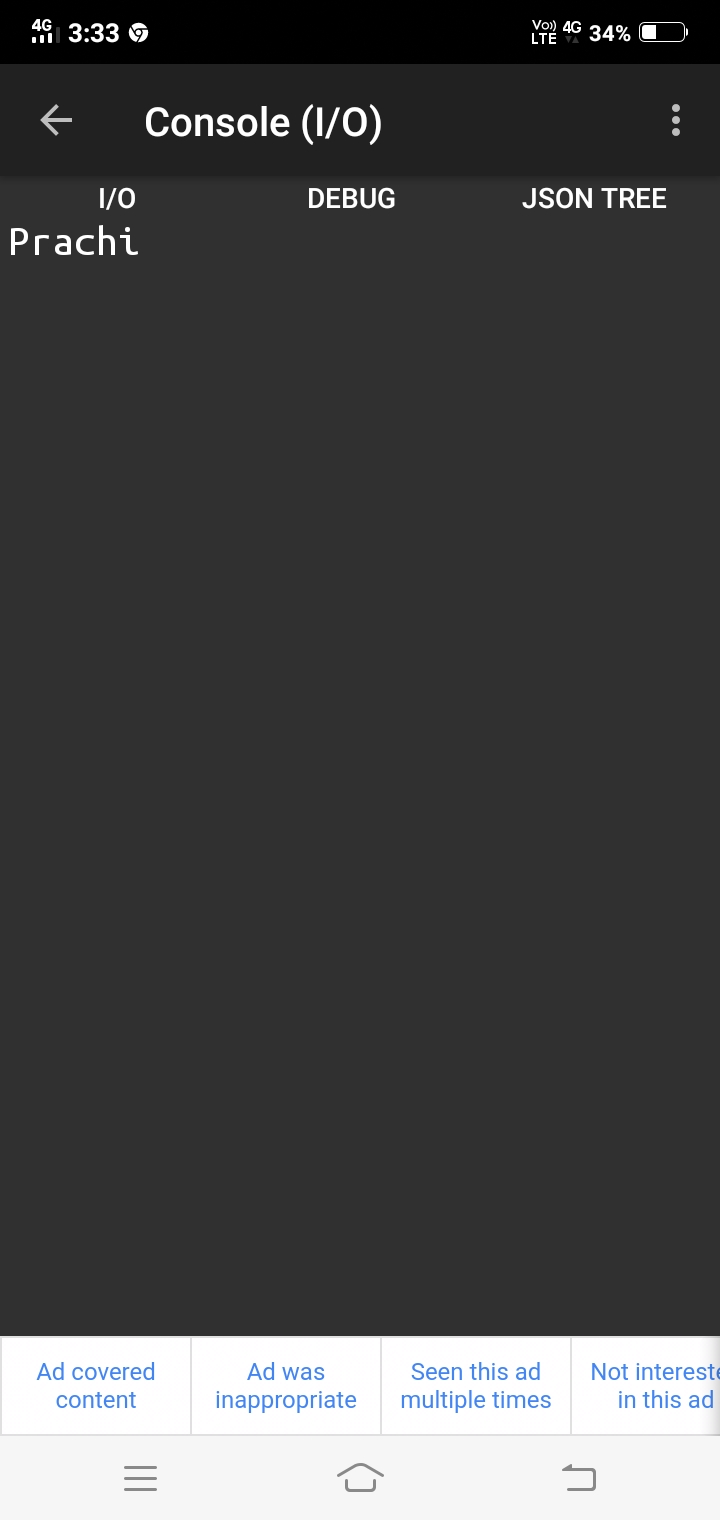 4G 3:33 Vo)) LTE 4G 34%
Console (I/O)
I/O DEBUG JSON TREE
Prachi
Ad covered content
Ad was inappropriate
Seen this ad multiple times
Not intereste in this ad